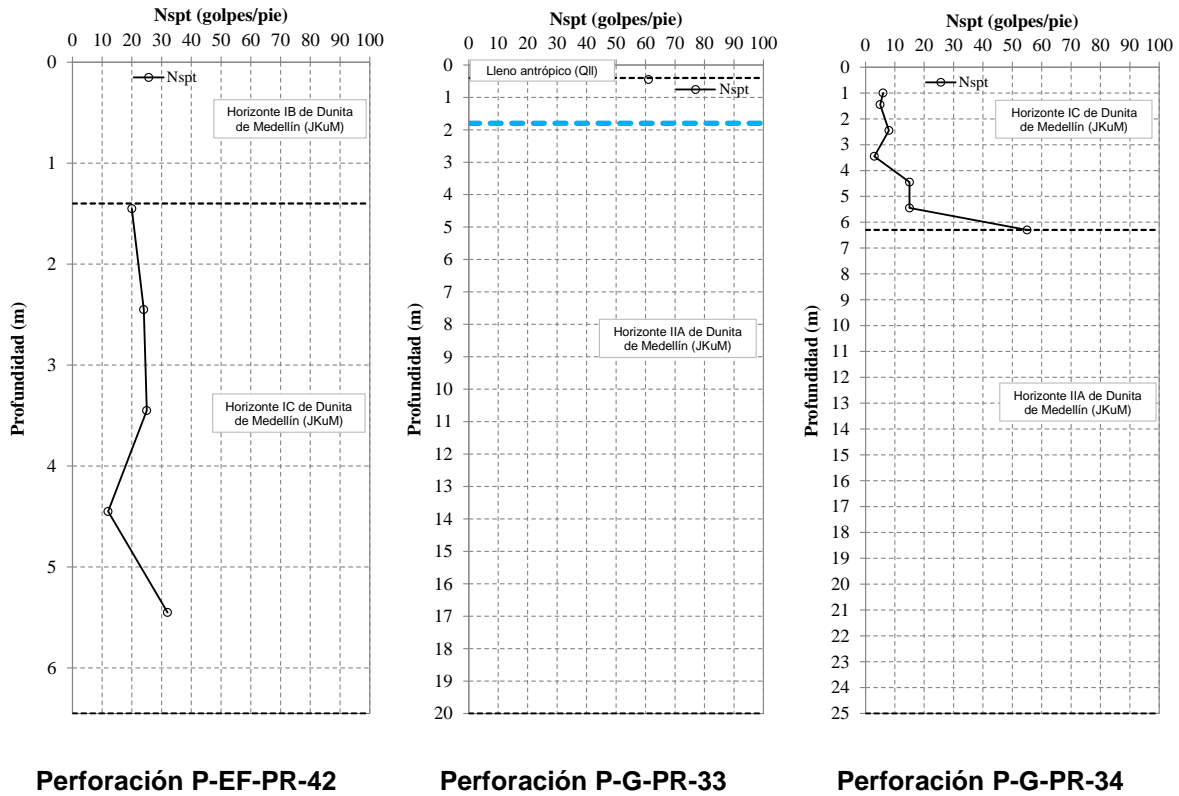 Nspt (golpes/pie)
0 10 20 30 40 50 60 70 80 90 100
Profundidad (m)
0
1
2
3
4
5
6
Nspt
Horizonte IB de Dunita
de Medellín (JKuM)
Horizonte IC de Dunita
de Medellín (JKuM)
Perforación P-EF-PR-42
Nspt (golpes/pie)
0 10 20 30 40 50 60 70 80 90 100
Profundidad (m)
0
1
2
3
4
5
6
7
8
9
10
11
12
13
14
15
16
17
18
19
20
Lleno antrópico (Qll)
Nspt
Horizonte IIA de Dunita
de Medellín (JKuM)
Perforación P-G-PR-33
Nspt (golpes/pie)
0 10 20 30 40 50 60 70 80 90 100
Profundidad (m)
0
1
2
3
4
5
6
7
8
9
10
11
12
13
14
15
16
17
18
19
20
21
22
23
24
25
Nspt
Horizonte IC de Dunita
de Medellín (JKuM)
Horizonte IIA de Dunita
de Medellín (JKuM)
Perforación P-G-PR-34